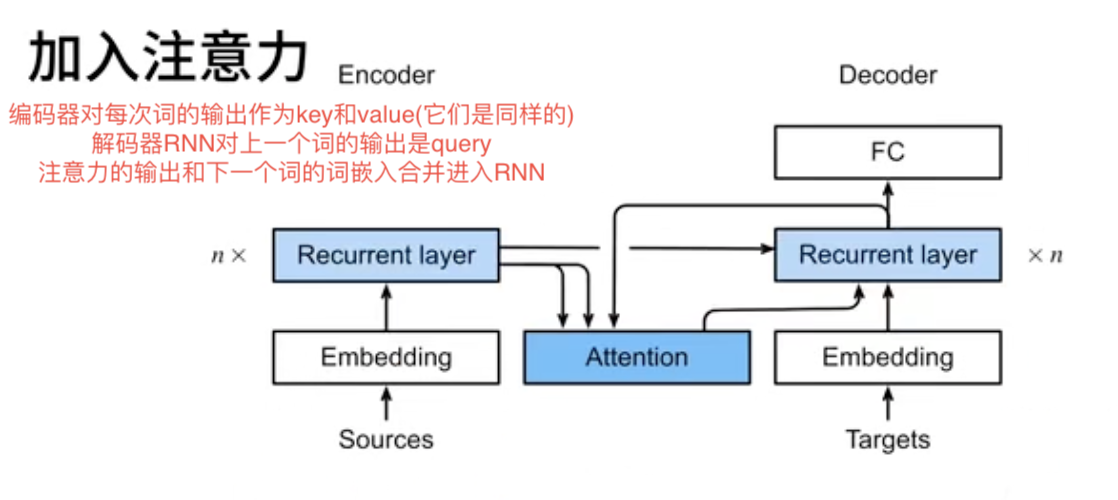 加入注意力
Encoder
Decoder
编码器对每次词的输出作为key和value(它们是同样的)
解码器RNN对上一个词的输出是query
注意力的输出和下一个词的词嵌入合并进入RNN
FC
n ×
Recurrent layer
Recurrent layer
× n
Embedding
Attention
Embedding
Sources
Targets